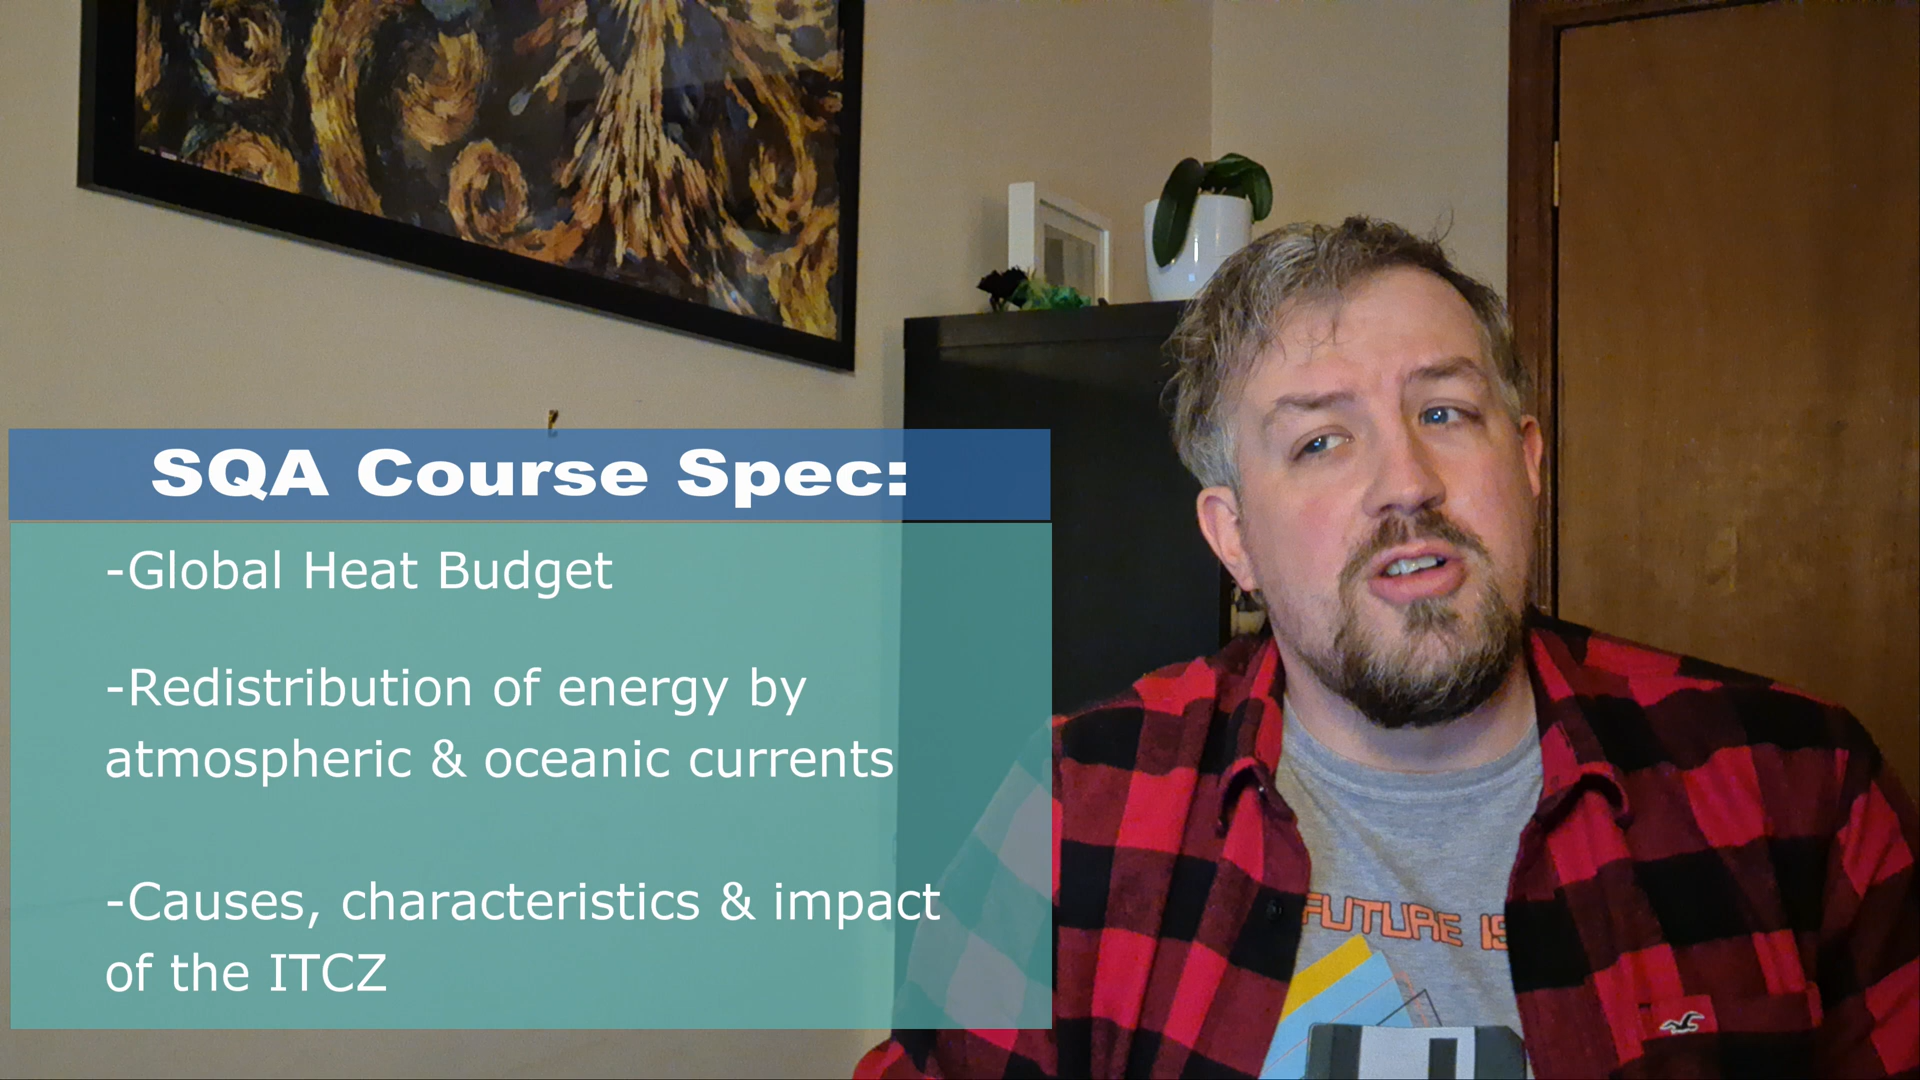 SQA Course Spec:
-Global Heat Budget
-Redistribution of energy by
atmospheric & oceanic currents
-Causes, characteristics & impact
of the ITCZ
FUTURE IS